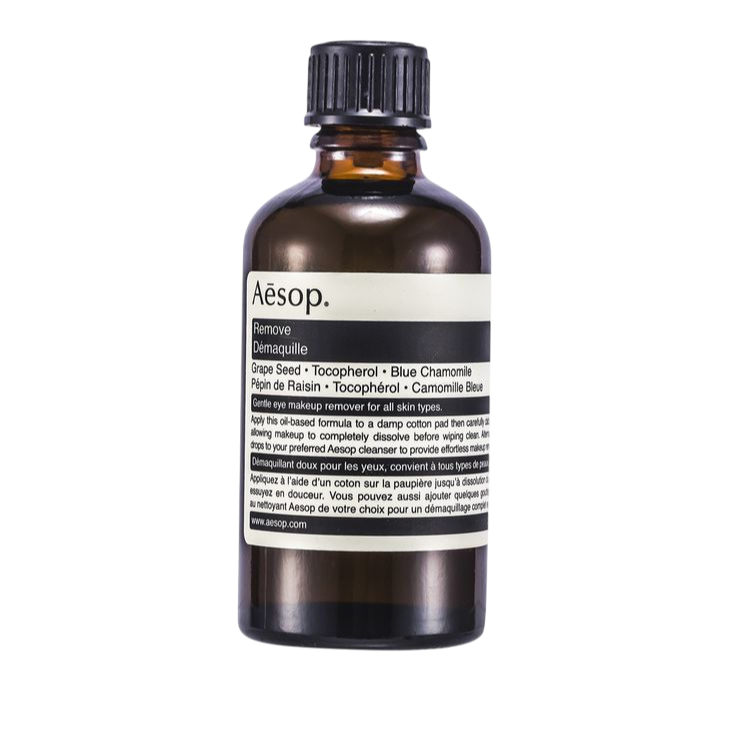 Aēsop.
Remove
Démaquille
Grape Seed • Tocopherol • Blue Chamomile
Pépin de Raisin • Tocophérol • Camomille Bleue
Gentle eye makeup remover for all skin types.
Apply this oil-based formula to a damp cotton pad then carefully
allowing makeup to completely dissolve before wiping clean.
drops to your preferred Aesop cleanser to provide effortless makeup
Démaquillant doux pour les yeux, convient à tous types de peaux
Appliquez à l'aide d'un coton sur la paupière jusqu'à dissolution
essuyez en douceur. Vous pouvez aussi ajouter quelques
au nettoyant Aesop de votre choix pour un démaquillage
www.aesop.com